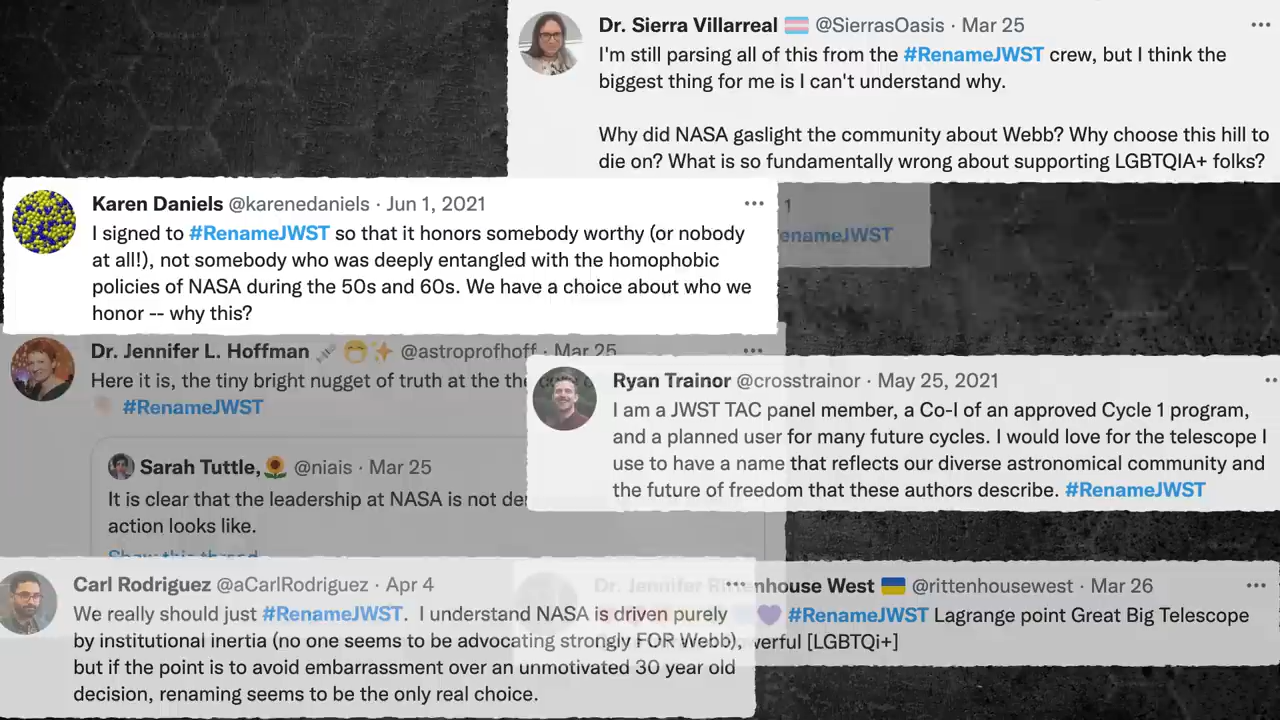 Dr. Sierra Villarreal @SierrasOasis · Mar 25
I'm still parsing all of this from the #RenameJWST crew, but I think the
biggest thing for me is I can't understand why.
Why did NASA gaslight the community about Webb? Why choose this hill to
die on? What is so fundamentally wrong about supporting LGBTQIA+ folks?
Karen Daniels @karenedaniels · Jun 1, 2021
I signed to #RenameJWST so that it honors somebody worthy (or nobody
at all!), not somebody who was deeply entangled with the homophobic
policies of NASA during the 50s and 60s. We have a choice about who we
honor -- why this?
1
enameJWST
Dr. Jennifer L. Hoffman @astroprofhoff · Mar 25
Here it is, the tiny bright nugget of truth at the
#RenameJWST
Sarah Tuttle, @niais · Mar 25
It is clear that the leadership at NASA is not
action looks like.
Show this thread
Ryan Trainor @crosstrainor · May 25, 2021
I am a JWST TAC panel member, a Co-I of an approved Cycle 1 program,
and a planned user for many future cycles. I would love for the telescope I
use to have a name that reflects our diverse astronomical community and
the future of freedom that these authors describe. #RenameJWST
Carl Rodriguez @aCarlRodriguez · Apr 4
We really should just #RenameJWST. I understand NASA is driven purely
by institutional inertia (no one seems to be advocating strongly FOR Webb),
but if the point is to avoid embarrassment over an unmotivated 30 year old
decision, renaming seems to be the only real choice.
Dr. Jennifer Rittenhouse West @rittenhousewest · Mar 26
#RenameJWST Lagrange point Great Big Telescope
werful [LGBTQi+]